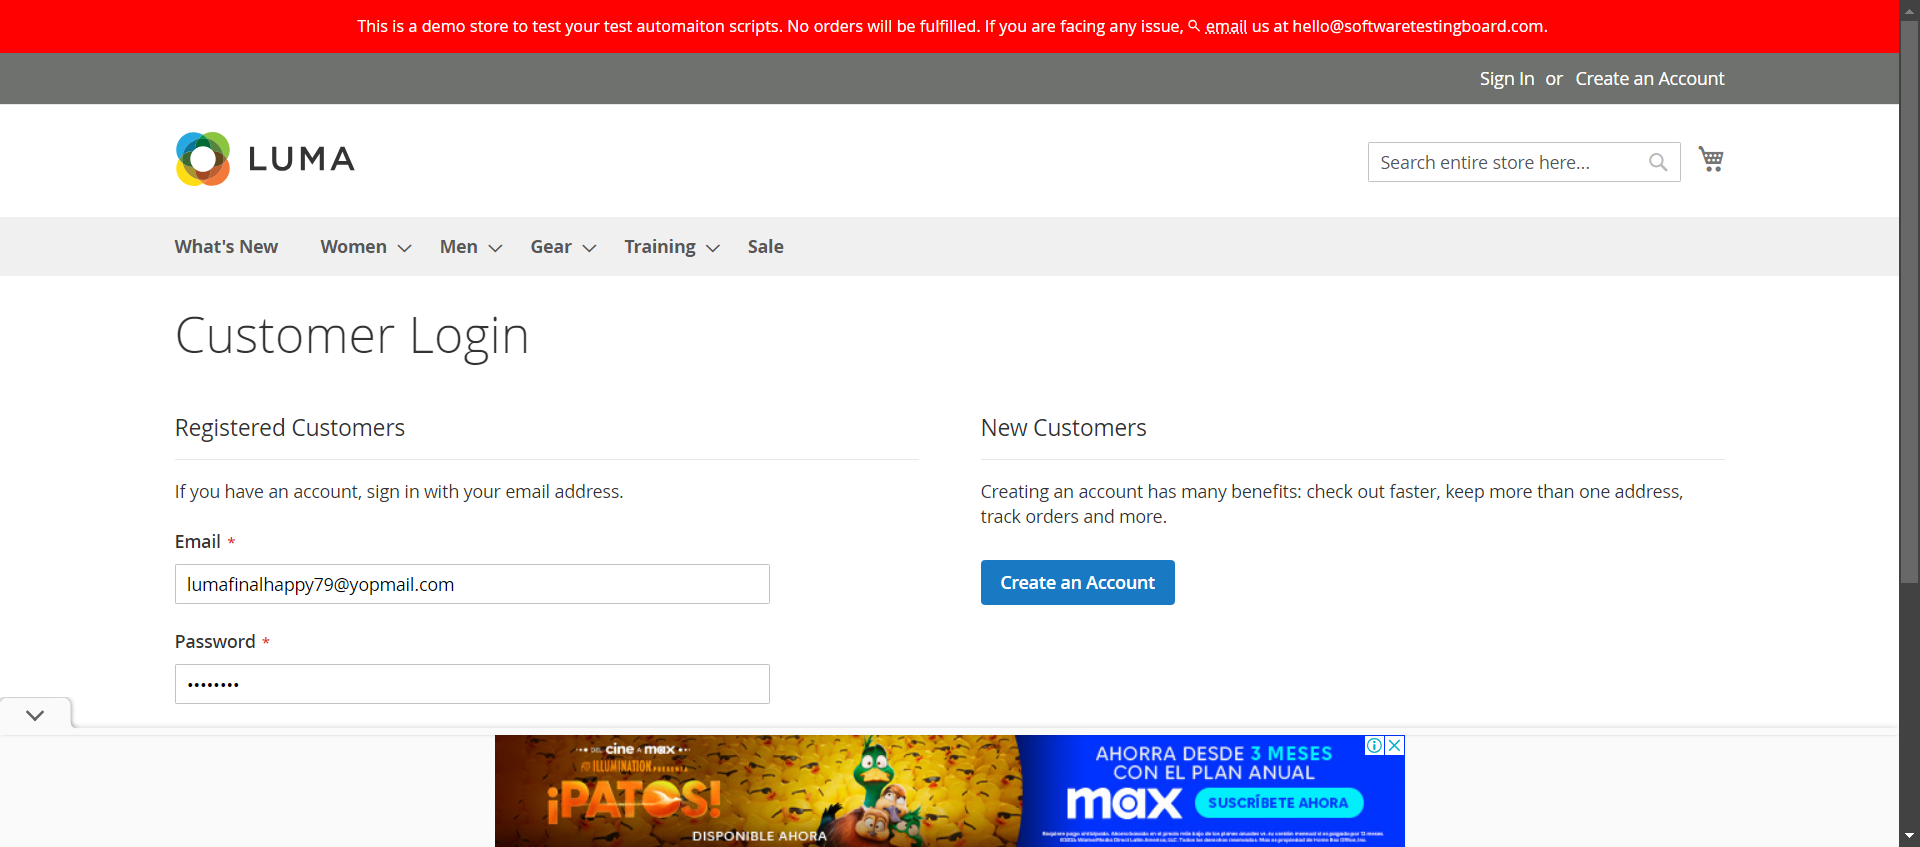 This is a demo store to test your test automaiton scripts. No orders will be fulfilled. If you are facing any issue, email us at hello@softwaretestingboard.com.
Sign In or Create an Account
LUMA
Search entire store here...
What's New Women Men Gear Training Sale
Customer Login
Registered Customers
If you have an account, sign in with your email address.
Email *
lumafinalhappy79@yopmail.com
Password *
••••••••
New Customers
Creating an account has many benefits: check out faster, keep more than one address,
track orders and more.
Create an Account
DEL cine A max
ILLUMINATION PRESENTA
¡PATOS!
DISPONIBLE AHORA
AHORRA DESDE 3 MESES
CON EL PLAN ANUAL
max
SUSCRÍBETE AHORA